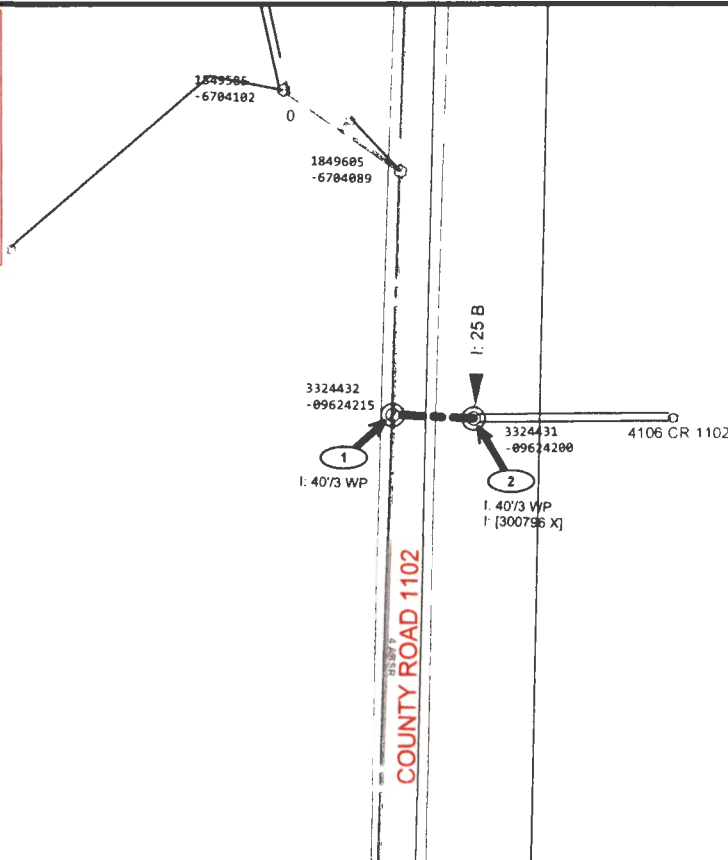 1849505
-6704102
0
1849605
-6704089
I: 25 B
3324432
-09624215
3324431
-09624200
4106 CR 1102
1
I: 40'/3 WP
2
I: 40'/3 WP
I: [300796 X]
COUNTY ROAD 1102